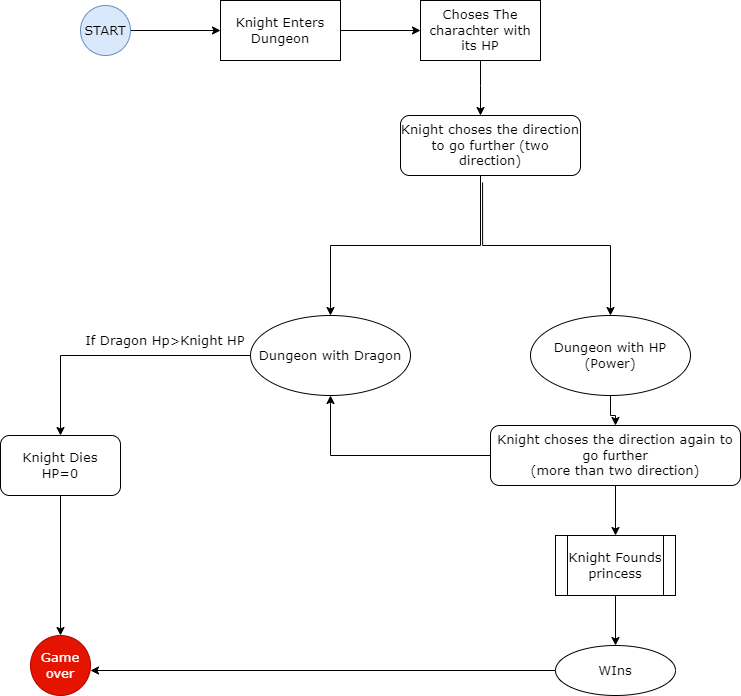 START
Knight Enters
Dungeon
Choses The
charachter with
its HP
Knight choses the direction
to go further (two
direction)
If Dragon Hp>Knight HP
Dungeon with Dragon
Dungeon with HP
(Power)
Knight choses the direction again to
go further
(more than two direction)
Knight Dies
HP=0
Knight Founds
princess
Game
over
WIns